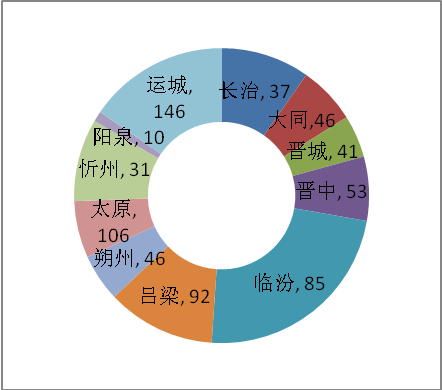 长治, 37
大同,46
晋城, 41
晋中, 53
临汾, 85
吕梁, 92
朔州, 46
太原,
106
忻州, 31
阳泉, 10
运城,
146